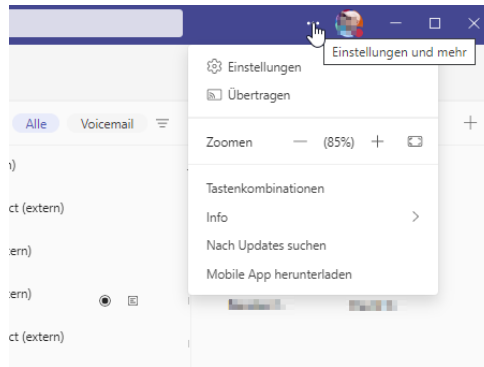 Einstellungen und mehr
Einstellungen
Übertragen
Alle Voicemail
Zoomen — (85%) +
n)
Tastenkombinationen
ct (extern)
Info
ern)
Nach Updates suchen
Mobile App herunterladen
ern)
ct (extern)